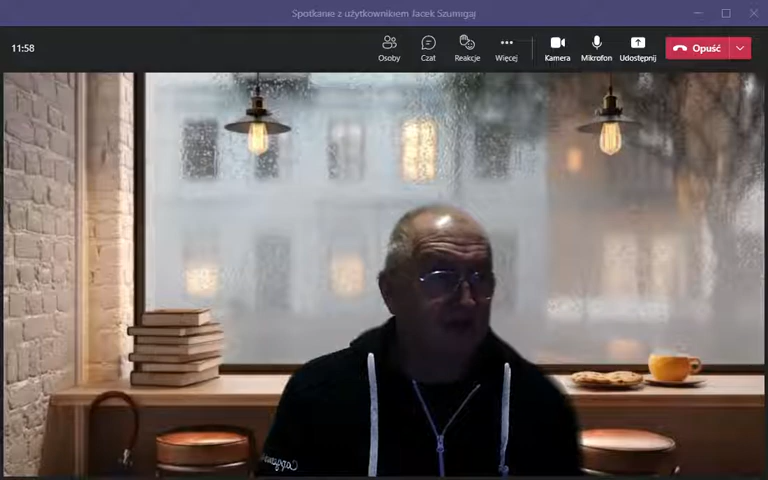 Spotkanie z użytkownikiem Jacek Szumigaj
11:58
Osoby
Czat
Reakcje
Więcej
Kamera
Mikrofon
Udostępnij
Opuść